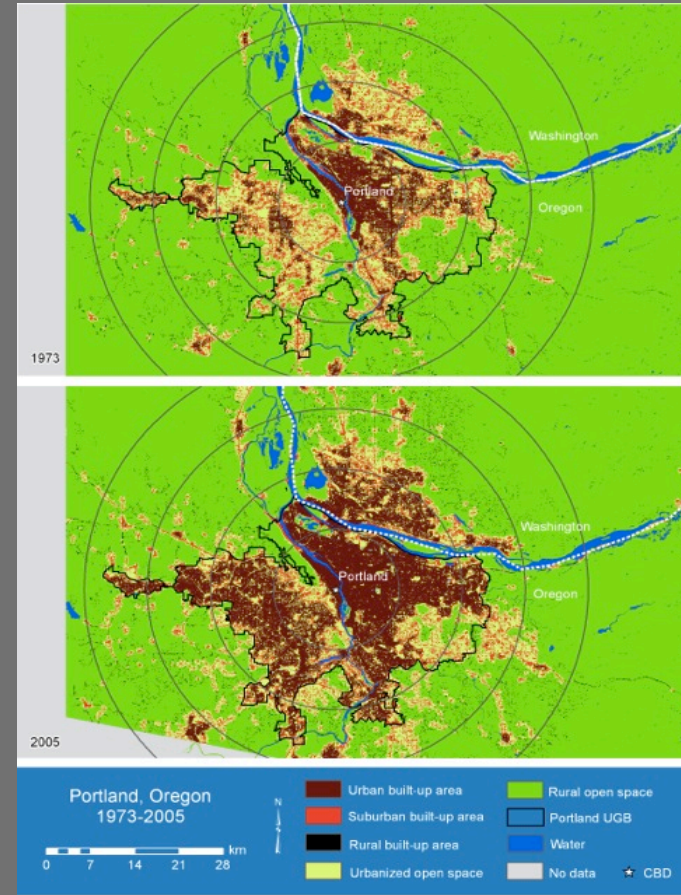 Washington
Portland
Oregon
1973
Washington
Portland
Oregon
2005
Portland, Oregon
1973-2005
N
km
0 7 14 21 28
Urban built-up area
Suburban built-up area
Rural built-up area
Urbanized open space
Rural open space
Portland UGB
Water
No data
CBD